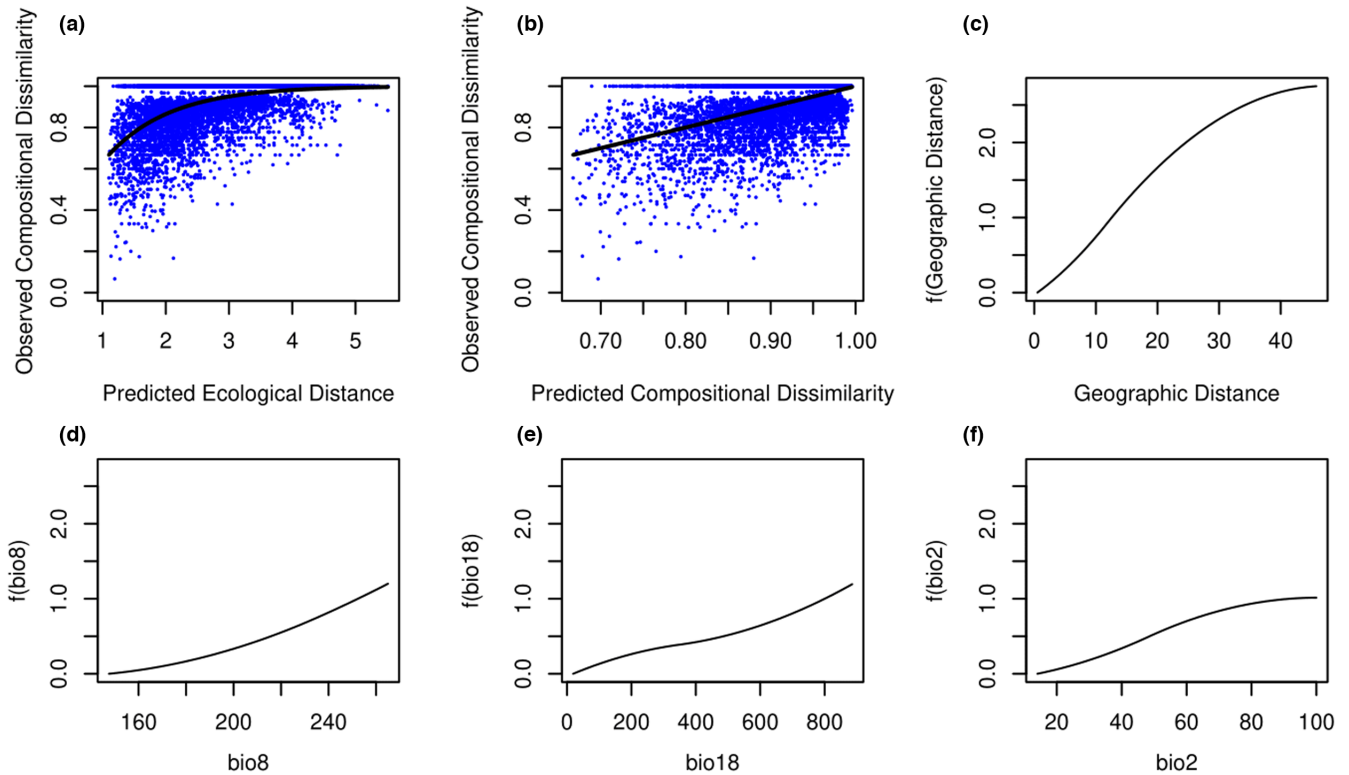 (a)
Observed Compositional Dissimilarity
0.0 0.4 0.8
1 2 3 4 5
Predicted Ecological Distance
(b)
Observed Compositional Dissimilarity
0.0 0.4 0.8
0.70 0.80 0.90 1.00
Predicted Compositional Dissimilarity
(c)
f(Geographic Distance)
0.0 1.0 2.0
0 10 20 30 40
Geographic Distance
(d)
f(bio8)
0.0 1.0 2.0
160 200 240
bio8
(e)
f(bio18)
0.0 1.0 2.0
0 200 400 600 800
bio18
(f)
f(bio2)
0.0 1.0 2.0
20 40 60 80 100
bio2